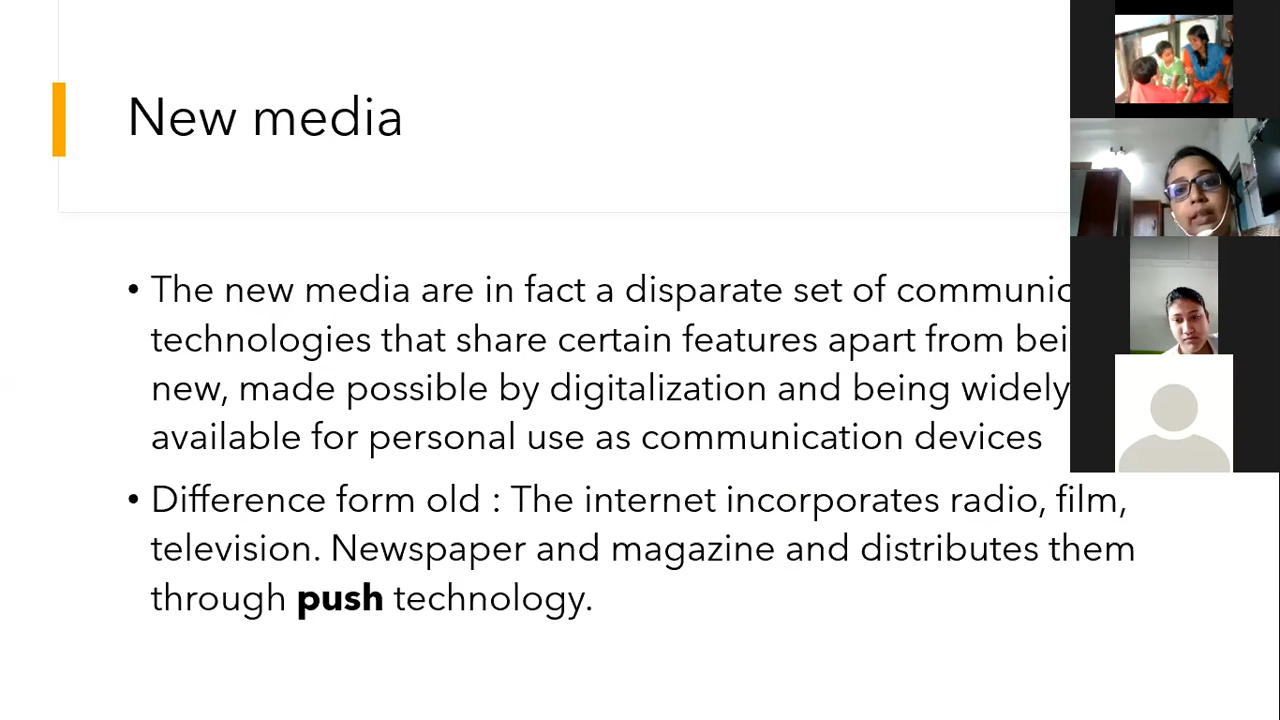 New media
• The new media are in fact a disparate set of communic
technologies that share certain features apart from bei
new, made possible by digitalization and being widely
available for personal use as communication devices
• Difference form old : The internet incorporates radio, film,
television. Newspaper and magazine and distributes them
through push technology.